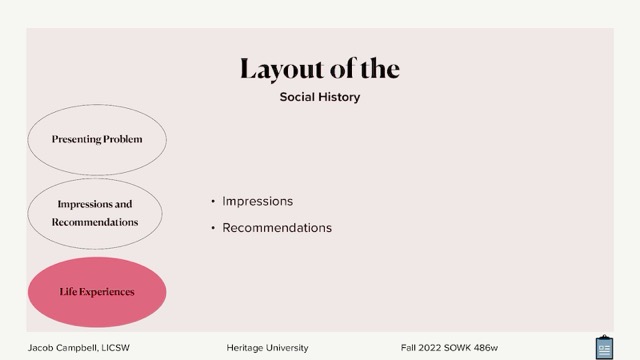 Layout of the
Social History
Presenting Problem
Impressions and
Recommendations
• Impressions
• Recommendations
Life Experiences
Jacob Campbell, LICSW
Heritage University
Fall 2022 SOWK 486w